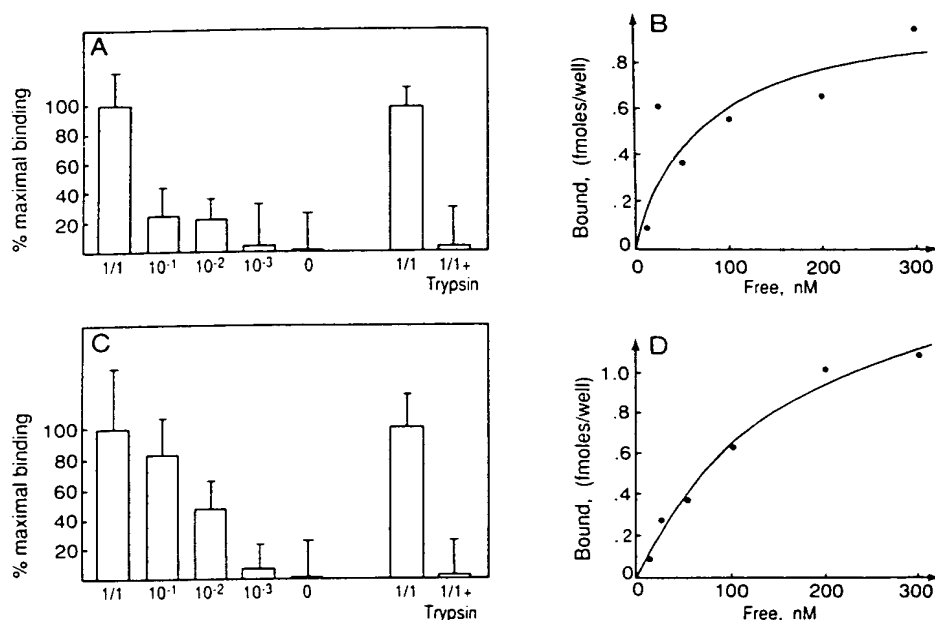 A
% maximal binding
100
80
60
40
20
1/1 10-1 10-2 10-3 0 1/1 1/1+
Trypsin
B
Bound, (fmoles/well)
.8
.6
.4
.2
0
0 100 200 300
Free, nM
C
% maximal binding
100
80
60
40
20
1/1 10-1 10-2 10-3 0 1/1 1/1+
Trypsin
D
Bound, (fmoles/well)
1.0
.8
.6
.4
.2
0
0 100 200 300
Free, nM